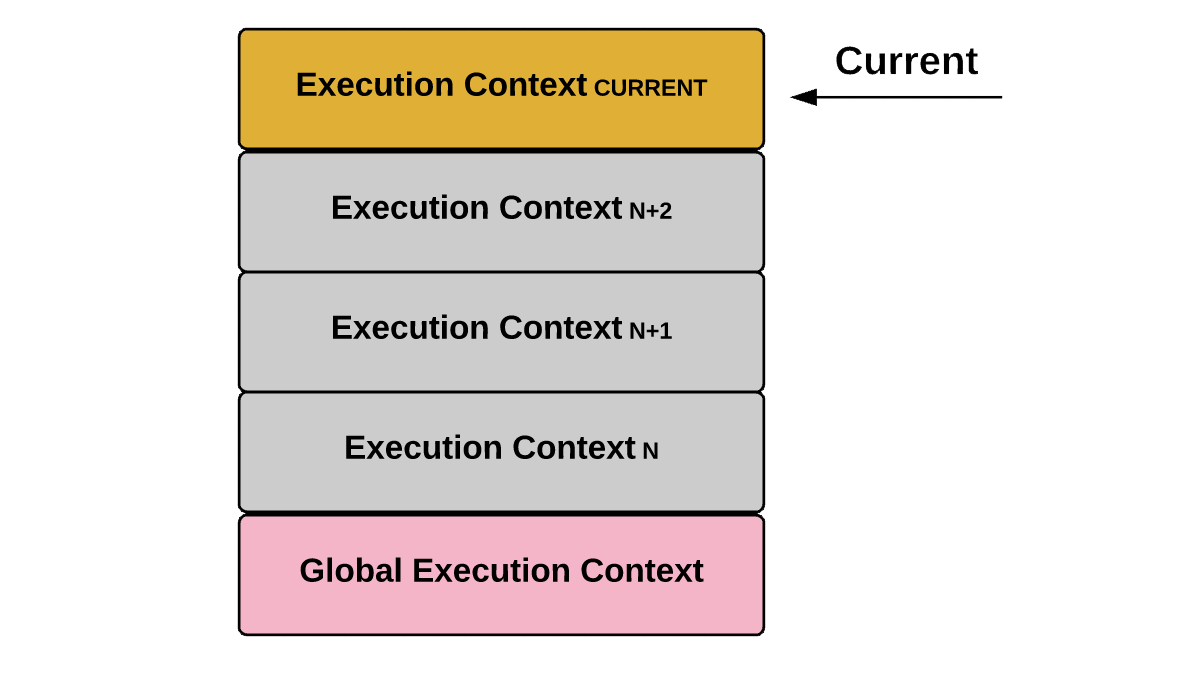 Execution Context CURRENT
Current
Execution Context N+2
Execution Context N+1
Execution Context N
Global Execution Context